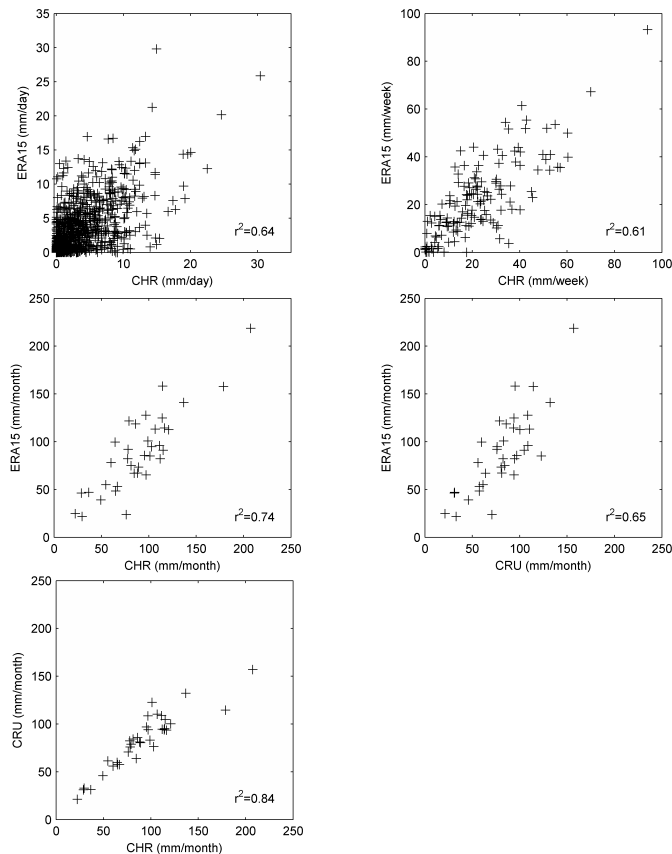 35
30
25
20
15
10
5
0
ERA15 (mm/day)
r²=0.64
0 10 20 30
CHR (mm/day)
100
80
60
40
20
0
ERA15 (mm/week)
r²=0.61
0 20 40 60 80 100
CHR (mm/week)
250
200
150
100
50
0
ERA15 (mm/month)
r²=0.74
0 50 100 150 200 250
CHR (mm/month)
250
200
150
100
50
0
ERA15 (mm/month)
r²=0.65
0 50 100 150 200 250
CRU (mm/month)
250
200
150
100
50
0
CRU (mm/month)
r²=0.84
0 50 100 150 200 250
CHR (mm/month)